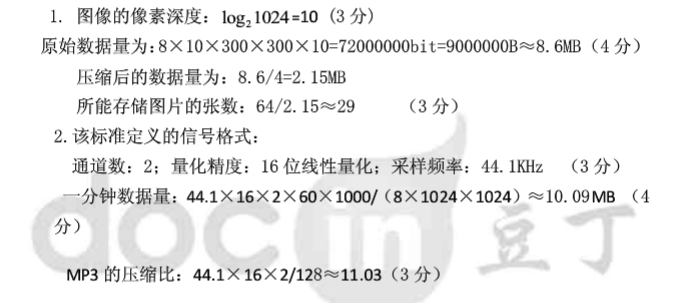 1. 图像的像素深度：log₂1024=10（3 分）
原始数据量为：8×10×300×300×10=72000000bit=9000000B≈8.6MB（4 分）
压缩后的数据量为：8.6/4=2.15MB
所能存储图片的张数：64/2.15≈29 （3 分）
2.该标准定义的信号格式：
通道数：2；量化精度：16 位线性量化；采样频率：44.1KHz （3 分）
一分钟数据量：44.1×16×2×60×1000/（8×1024×1024）≈10.09MB （4
分）
MP3 的压缩比：44.1×16×2/128≈11.03（3 分）
docin 豆丁